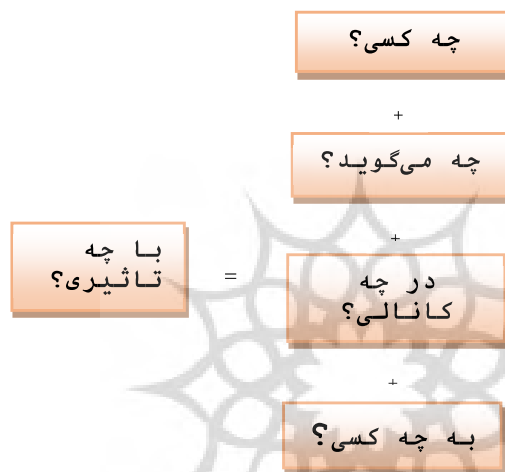 چه کسی؟
+
چه می‌گوید؟
+
در چه
کانالی؟
=
با چه
تاثیری؟
+
به چه کسی؟